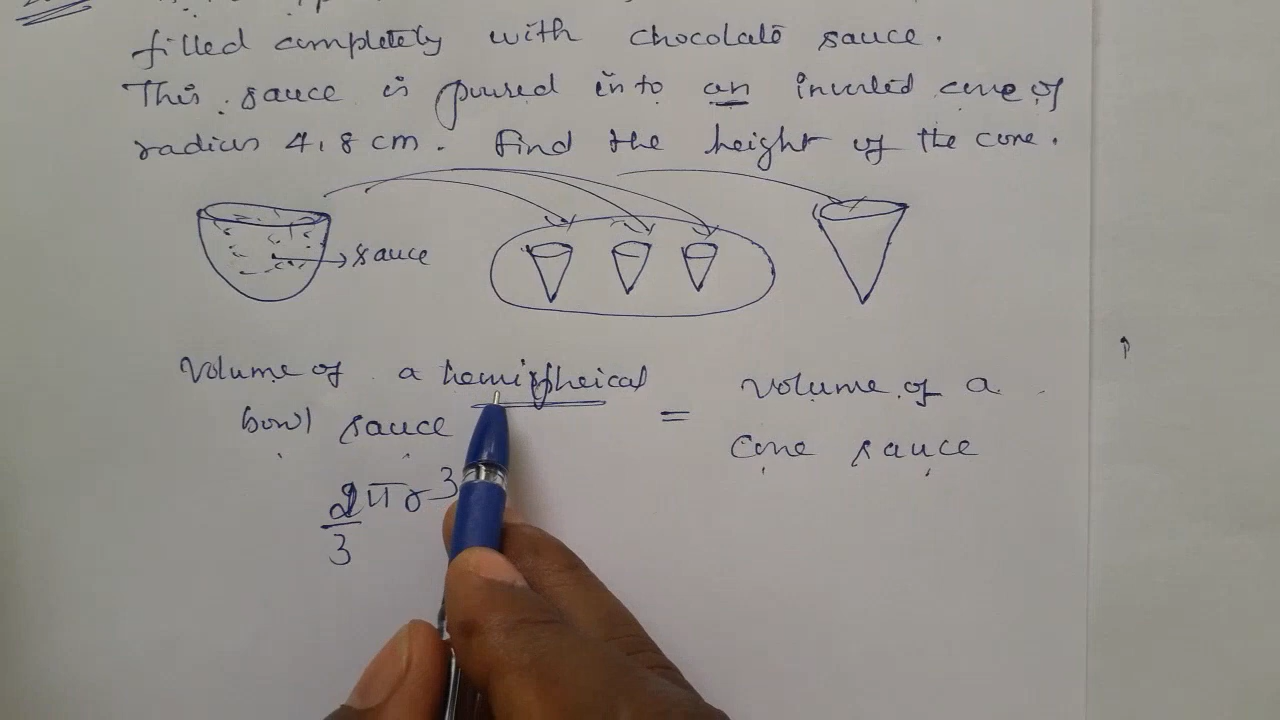 filled completely with chocolate sauce.
This sauce is poured into an inverted cone of
radius 4.8 cm. Find the height of the cone.
sauce
Volume of a hemispheical
bowl sauce
=
volume of a
cone sauce
2/3 πr³